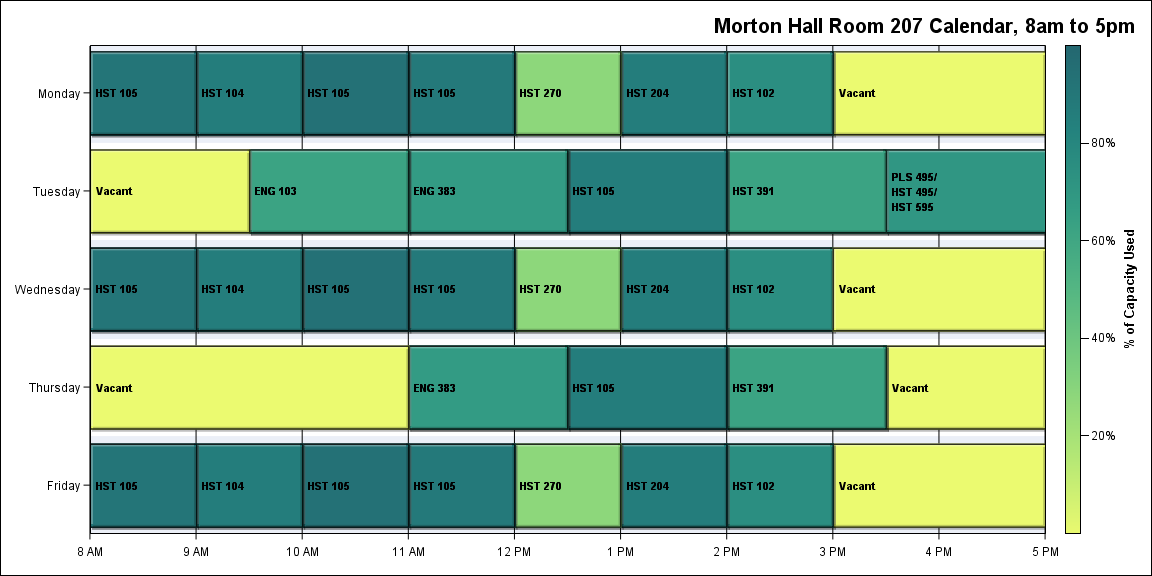 Morton Hall Room 207 Calendar, 8am to 5pm
Monday
HST 105
HST 104
HST 105
HST 105
HST 270
HST 204
HST 102
Vacant
Tuesday
Vacant
ENG 103
ENG 383
HST 105
HST 391
PLS 495/
HST 495/
HST 595
Wednesday
HST 105
HST 104
HST 105
HST 105
HST 270
HST 204
HST 102
Vacant
Thursday
Vacant
ENG 383
HST 105
HST 391
Vacant
Friday
HST 105
HST 104
HST 105
HST 105
HST 270
HST 204
HST 102
Vacant
8 AM
9 AM
10 AM
11 AM
12 PM
1 PM
2 PM
3 PM
4 PM
5 PM
80%
60%
40%
20%
% of Capacity Used